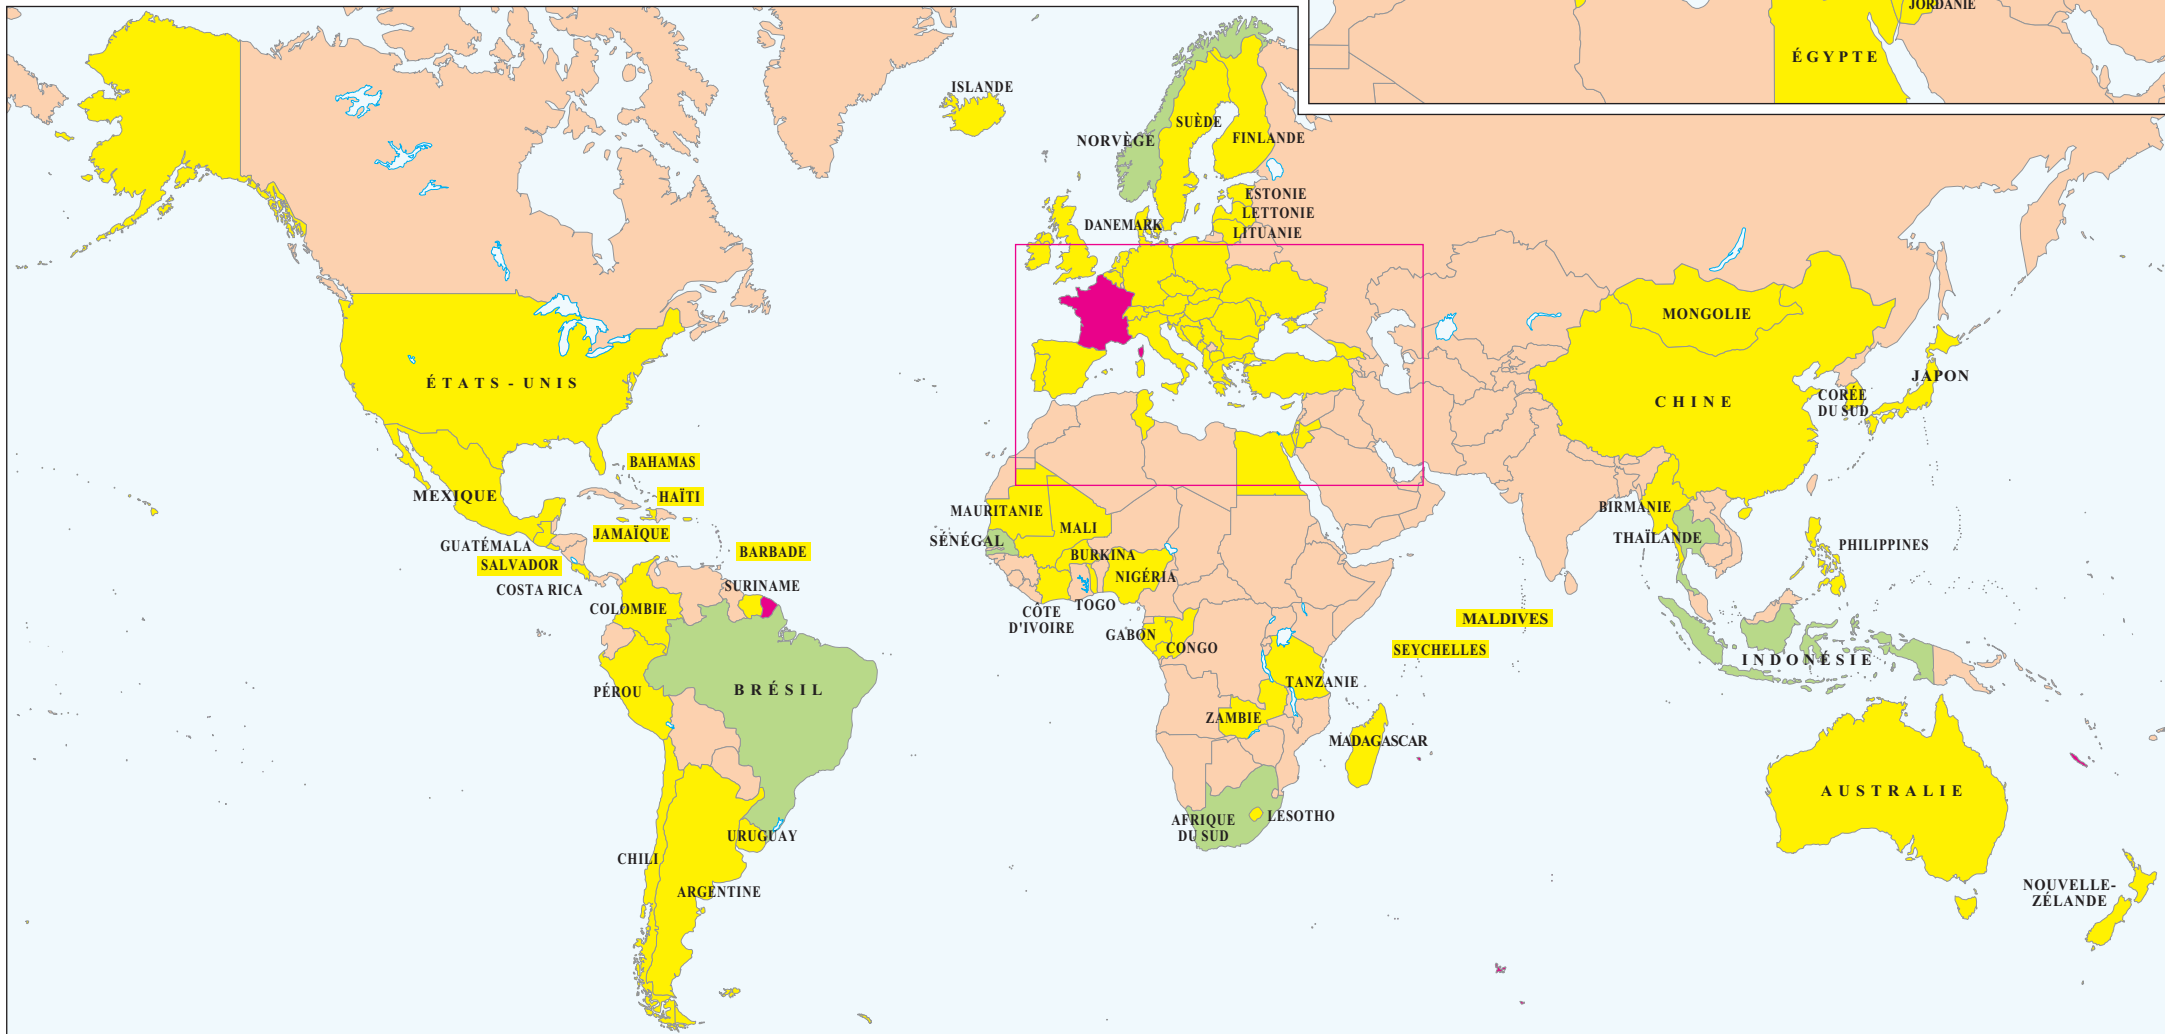 JORDANIE
ÉGYPTE
ISLANDE
SUÈDE
NORVÈGE
FINLANDE
ESTONIE
LETTONIE
DANEMARK
LITUANIE
MONGOLIE
ÉTATS-UNIS
JAPON
CHINE
CORÉE
DU SUD
BAHAMAS
MEXIQUE
HAÏTI
MAURITANIE
BIRMANIE
MALI
JAMAÏQUE
SÉNÉGAL
THAÏLANDE
GUATÉMALA
BARBADE
BURKINA
PHILIPPINES
SALVADOR
NIGÉRIA
COSTA RICA
SURINAME
COLOMBIE
TOGO
CÔTE
D'IVOIRE
MALDIVES
GABON
CONGO
SEYCHELLES
INDONÉSIE
TANZANIE
PÉROU
BRÉSIL
ZAMBIE
MADAGASCAR
AUSTRALIE
AFRIQUE
DU SUD
LESOTHO
URUGUAY
CHILI
ARGENTINE
NOUVELLE-
ZÉLANDE